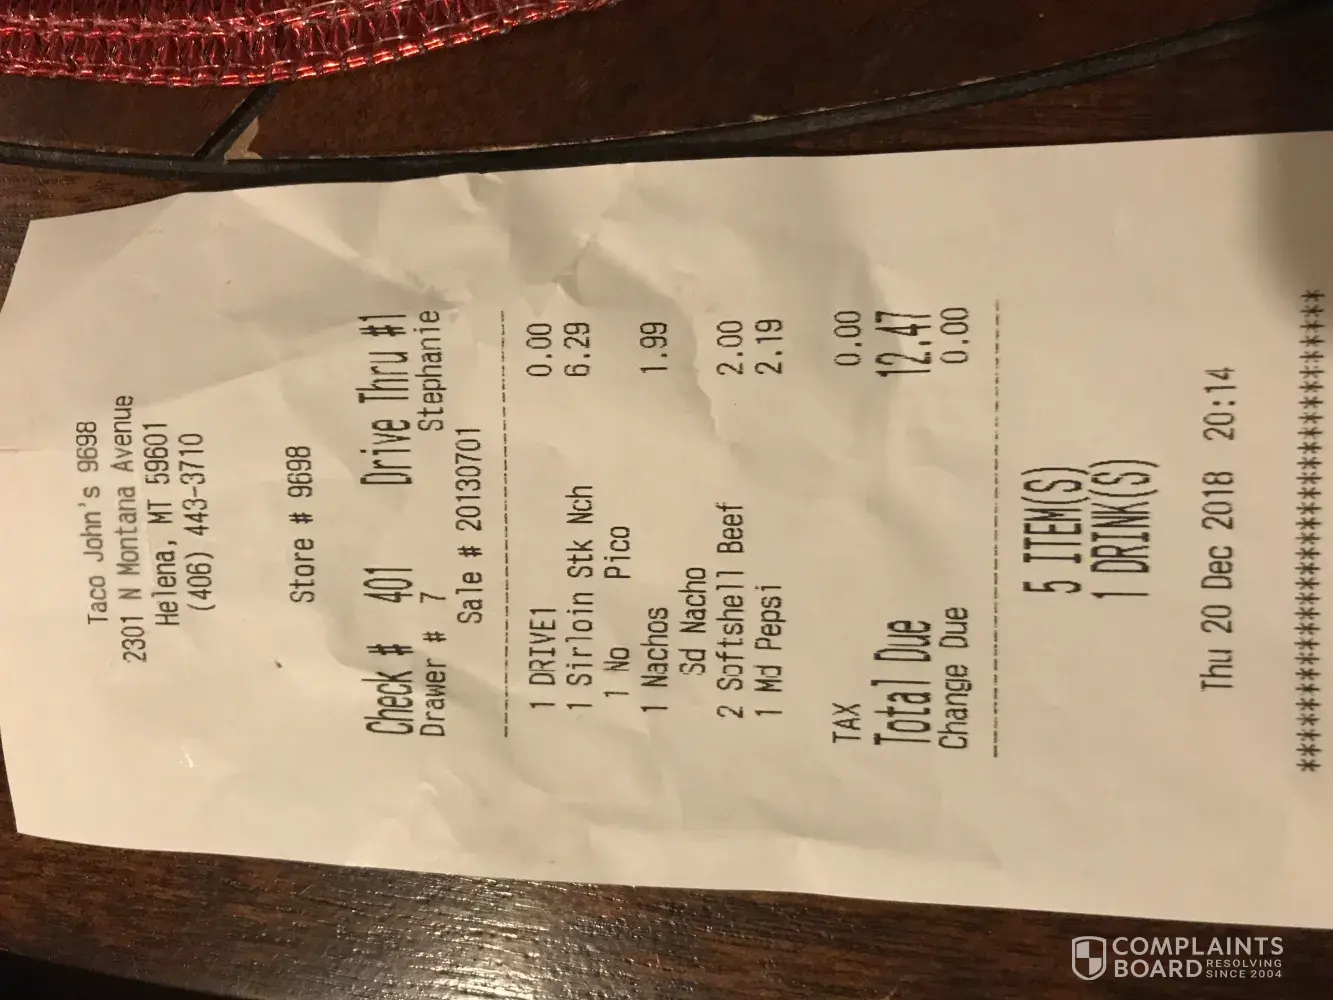 Taco John's 9698
2301 N Montana Avenue
Helena, MT 59601
(406) 443-3710
Store # 9698
Check # 401 Drive Thru #1
Drawer # 7 Stephanie
Sale # 20130701
1 DRIVE1 0.00
1 Sirloin Stk Nch 6.29
1 No Pico
1 Nachos 1.99
Sd Nacho
2 Softshell Beef 2.00
1 Md Pepsi 2.19
TAX 0.00
Total Due 12.47
Change Due 0.00
5 ITEM(S)
1 DRINK(S)
Thu 20 Dec 2018 20:14
**********************************
COMPLAINTS
BOARD RESOLVING
SINCE 2004